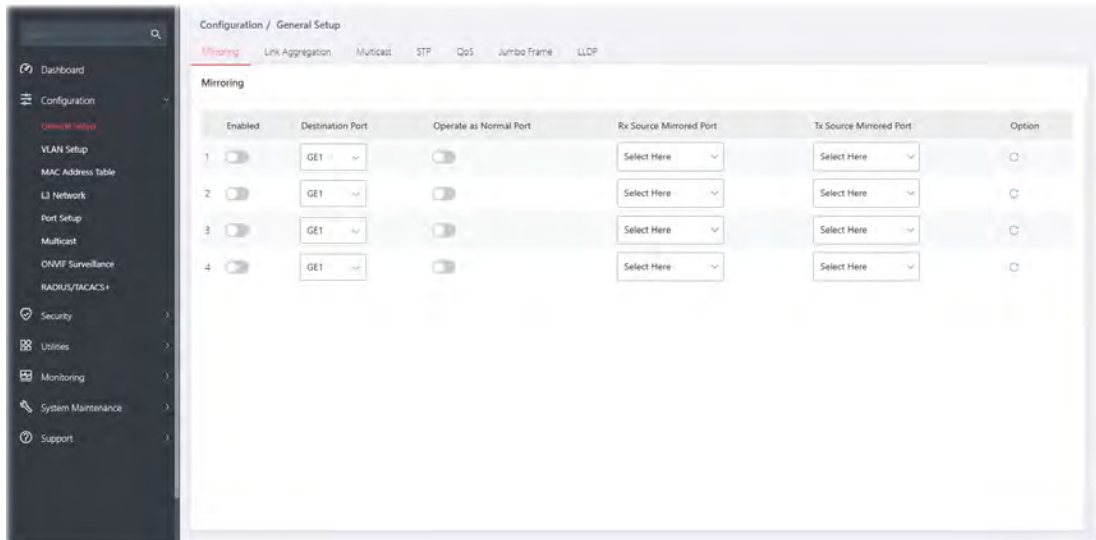 Configuration / General Setup
Mirroring Link Aggregation Multicast STP QoS Jumbo Frame LLDP
Dashboard
Configuration
General Setup
VLAN Setup
MAC Address Table
L3 Network
Port Setup
Multicast
ONVIF Surveillance
RADIUS/TACACS+
Security
Utilities
Monitoring
System Maintenance
Support
Mirroring
Enabled Destination Port Operate as Normal Port Rx Source Mirrored Port Tx Source Mirrored Port Option
1 GE1 Select Here Select Here
2 GE1 Select Here Select Here
3 GE1 Select Here Select Here
4 GE1 Select Here Select Here